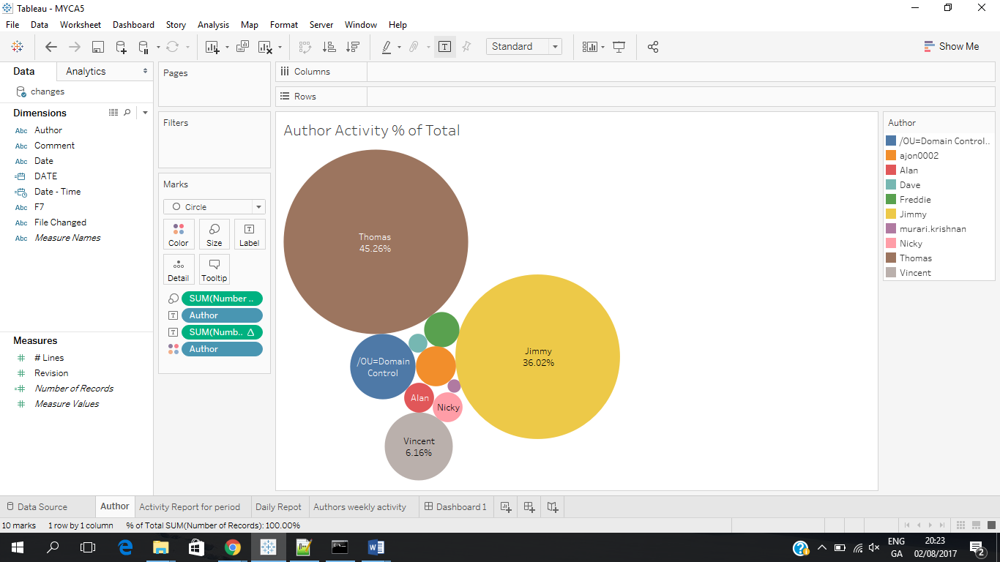 Tableau - MYCA5
File Data Worksheet Dashboard Story Analysis Map Format Server Window Help
Standard
Show Me
Data Analytics
changes
Dimensions
Abc Author
Abc Comment
Abc Date
DATE
Date - Time
Abc F7
Abc File Changed
Abc Measure Names
Measures
# # Lines
# Revision
=# Number of Records
# Measure Values
Pages
Filters
Marks
Circle
Color Size Label
Detail Tooltip
SUM(Number ..
Author
SUM(Numb.. Δ
Author
Columns
Rows
Author Activity % of Total
Thomas
45.26%
Jimmy
36.02%
/OU=Domain
Control
Alan
Nicky
Vincent
6.16%
Author
/OU=Domain Control..
ajon0002
Alan
Dave
Freddie
Jimmy
murari.krishnan
Nicky
Thomas
Vincent
Data Source Author Activity Report for period Daily Repot Authors weekly activity Dashboard 1
10 marks 1 row by 1 column % of Total SUM(Number of Records): 100.00%
ENG 20:23
GA 02/08/2017
2